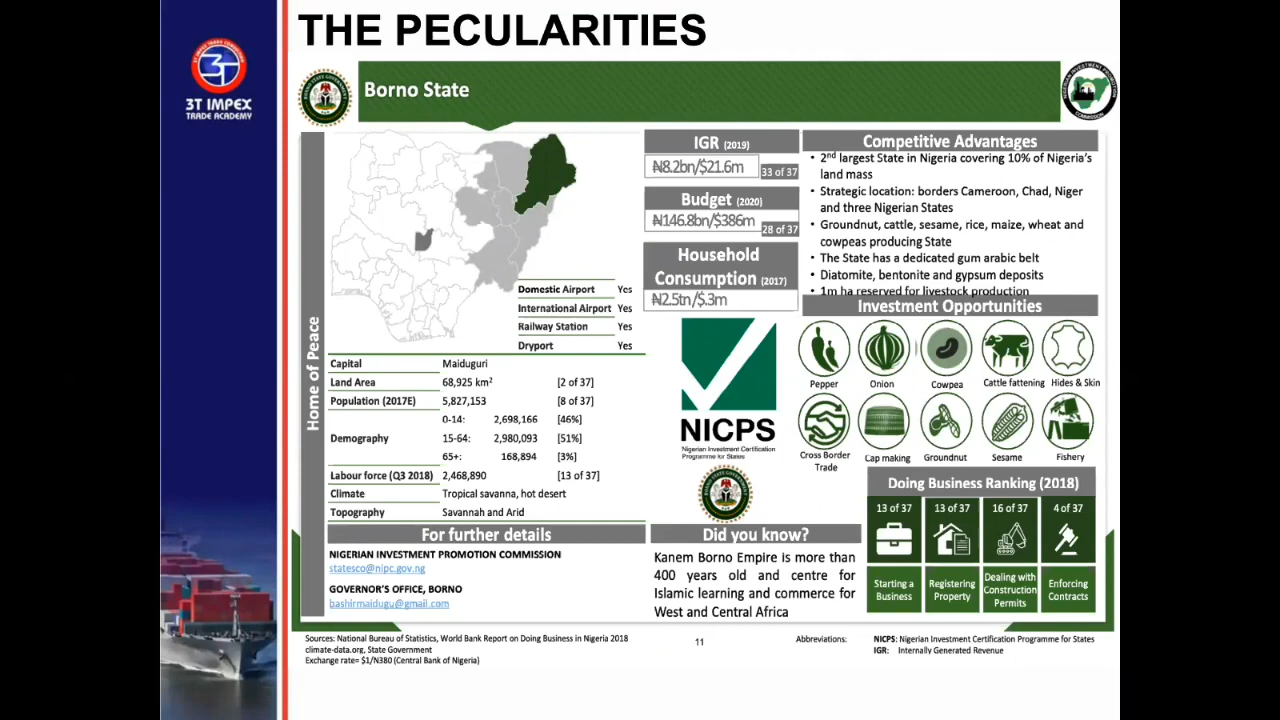 THE PECULARITIES
3T IMPEX
TRADE ACADEMY
Borno State
Home of Peace
Domestic Airport Yes
International Airport Yes
Railway Station Yes
Dryport Yes
Capital Maiduguri
Land Area 68,925 km² [2 of 37]
Population (2017E) 5,827,153 [8 of 37]
0-14: 2,698,166 [46%]
Demography 15-64: 2,980,093 [51%]
65+: 168,894 [3%]
Labour force (Q3 2018) 2,468,890 [13 of 37]
Climate Tropical savanna, hot desert
Topography Savannah and Arid
For further details
NIGERIAN INVESTMENT PROMOTION COMMISSION
statesco@nipc.gov.ng
GOVERNOR'S OFFICE, BORNO
bashirmaidugu@gmail.com
IGR (2019)
₦8.2bn/$21.6m
33 of 37
Budget (2020)
₦146.8bn/$386m
28 of 37
Household
Consumption (2017)
₦2.5tn/$.3m
NICPS
Nigerian Investment Certification
Programme for States
Did you know?
Kanem Borno Empire is more than
400 years old and centre for
Islamic learning and commerce for
West and Central Africa
Competitive Advantages
• 2nd largest State in Nigeria covering 10% of Nigeria's
land mass
• Strategic location: borders Cameroon, Chad, Niger
and three Nigerian States
• Groundnut, cattle, sesame, rice, maize, wheat and
cowpeas producing State
• The State has a dedicated gum arabic belt
• Diatomite, bentonite and gypsum deposits
• 1m ha reserved for livestock production
Investment Opportunities
Pepper Onion Cowpea Cattle fattening Hides & Skin
Cross Border
Trade
Cap making Groundnut Sesame Fishery
Doing Business Ranking (2018)
13 of 37 13 of 37 16 of 37 4 of 37
Starting a
Business
Registering
Property
Dealing with
Construction
Permits
Enforcing
Contracts
Sources: National Bureau of Statistics, World Bank Report on Doing Business in Nigeria 2018
climate-data.org, State Government
Exchange rate= $1/N380 (Central Bank of Nigeria)
11
Abbreviations:
NICPS: Nigerian Investment Certification Programme for States
IGR: Internally Generated Revenue